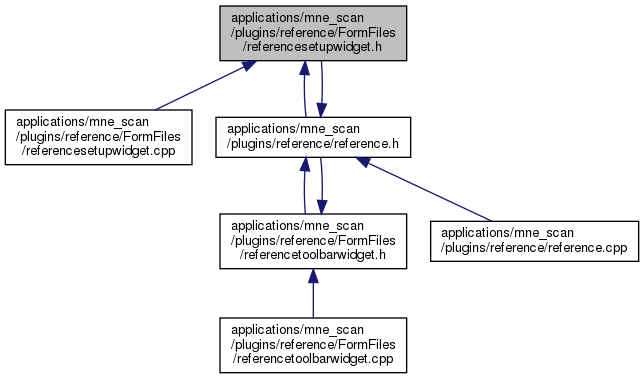 applications/mne_scan
/plugins/reference/FormFiles
/referencesetupwidget.h
applications/mne_scan
/plugins/reference/FormFiles
/referencesetupwidget.cpp
applications/mne_scan
/plugins/reference/reference.h
applications/mne_scan
/plugins/reference/FormFiles
/referencetoolbarwidget.h
applications/mne_scan
/plugins/reference/reference.cpp
applications/mne_scan
/plugins/reference/FormFiles
/referencetoolbarwidget.cpp